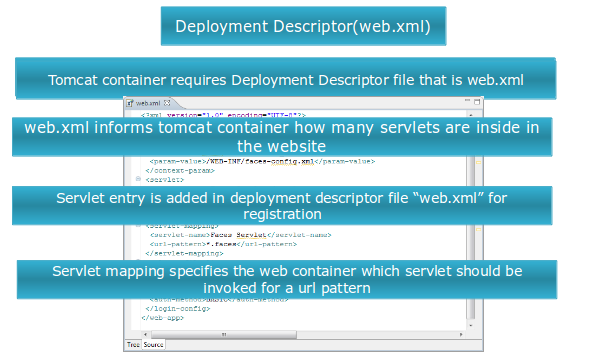 Deployment Descriptor(web.xml)
Tomcat container requires Deployment Descriptor file that is web.xml
web.xml
<?xml version="1.0" encoding="UTF-8"?>
web.xml informs tomcat container how many servlets are inside in
the website
<param-value>/WEB-INF/faces-config.xml</param-value>
</context-param>
<servlet>
Servlet entry is added in deployment descriptor file “web.xml” for
registration
<servlet-mapping>
<servlet-name>Faces Servlet</servlet-name>
<url-pattern>*.faces</url-pattern>
</servlet-mapping>
Servlet mapping specifies the web container which servlet should be
invoked for a url pattern
<auth-method>BASIC</auth-method>
</login-config>
</web-app>
Tree Source